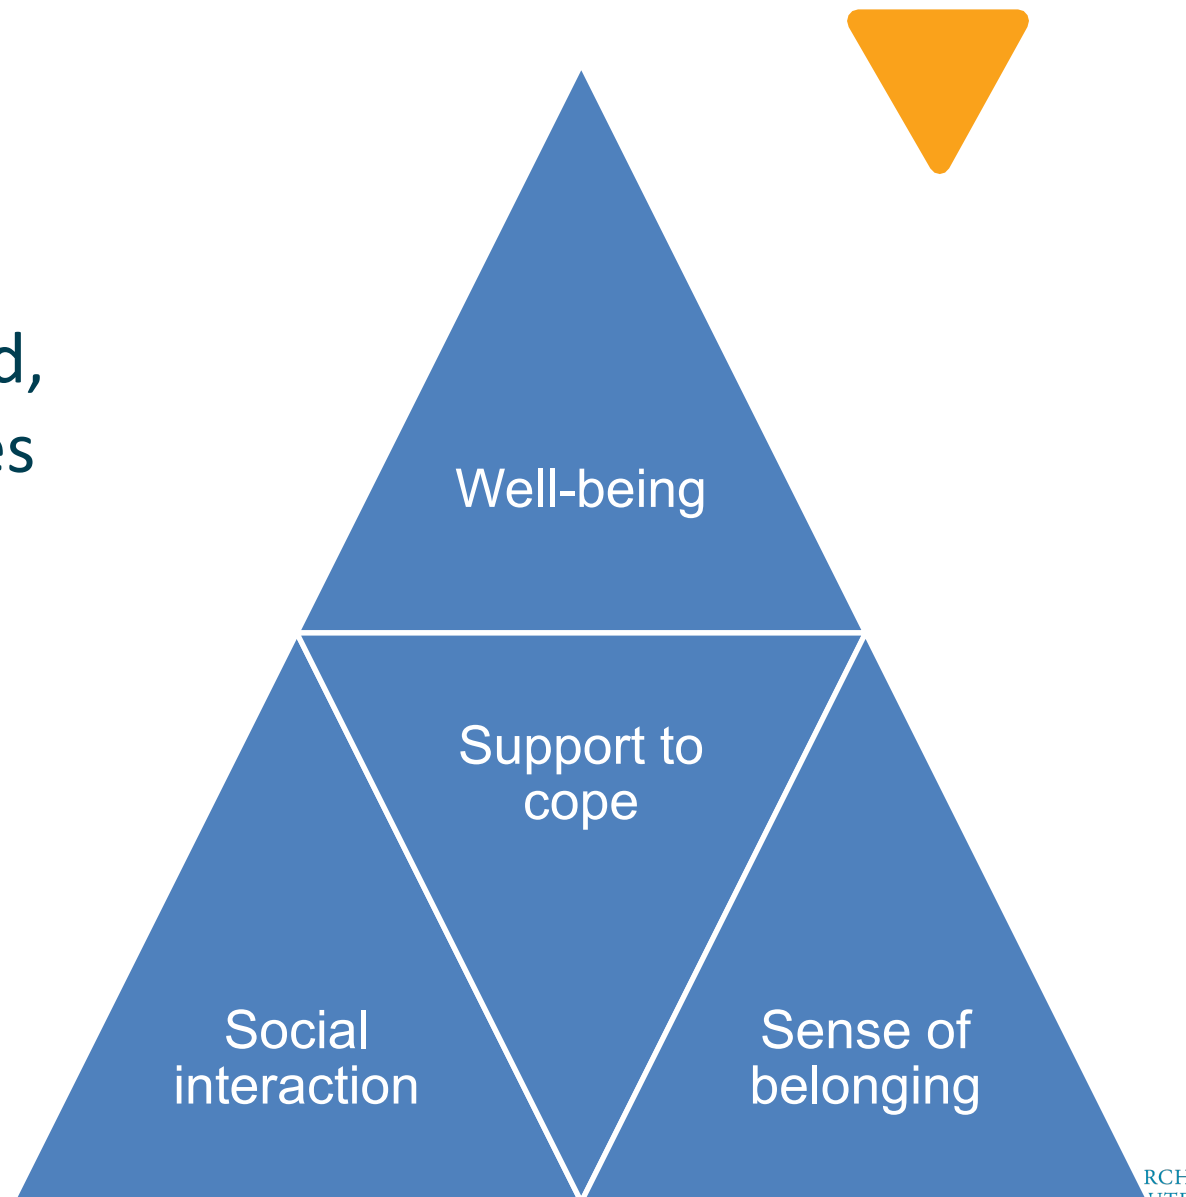 d,
es
Well-being
Support to
cope
Social
interaction
Sense of
belonging
RCH